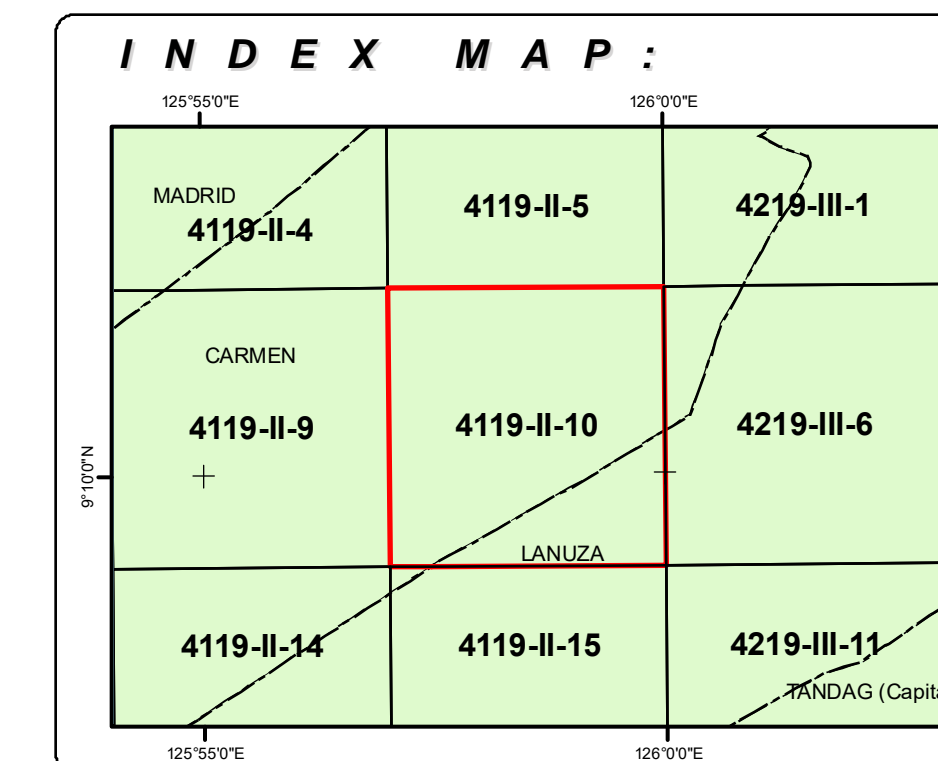 INDEX MAP:
125°55'0"E 126°0'0"E
MADRID
4119-II-4 4119-II-5 4219-III-1
CARMEN
4119-II-9 4119-II-10 4219-III-6
9°10'0"N
LANUZA
4119-II-14 4119-II-15 4219-III-11
TANDAG (Capita
125°55'0"E 126°0'0"E